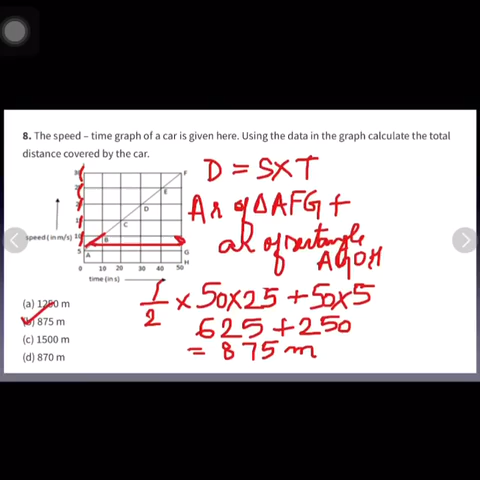 8. The speed – time graph of a car is given here. Using the data in the graph calculate the total
distance covered by the car.
D = S X T
Ar of Δ AFG +
ar of rectangle
AGOH
F
E
D
C
B
A
G
H
speed (in m/s)
5
0 10 20 30 40 50
time (in s)
1/2 x 50 x 25 + 50 x 5
625 + 250
= 875 m
(a) 1250 m
(b) 875 m
(c) 1500 m
(d) 870 m